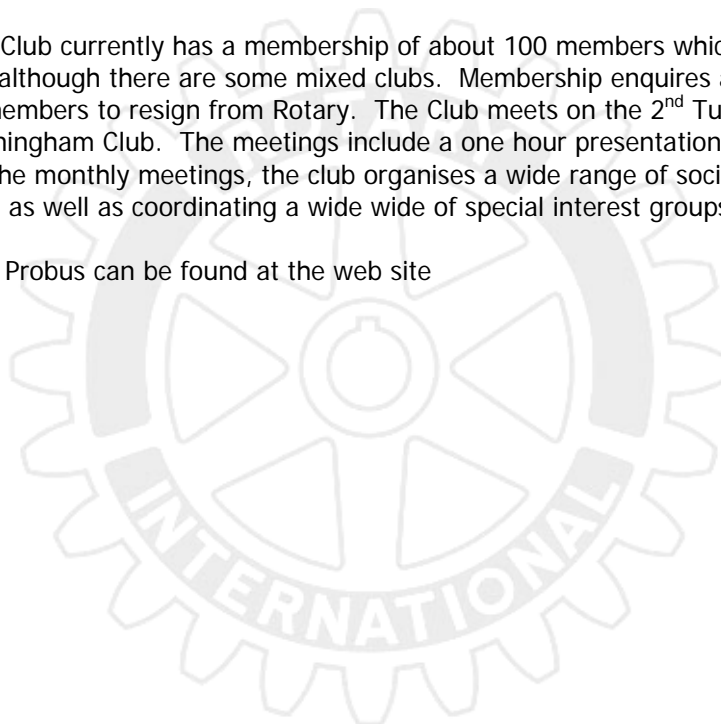 Club currently has a membership of about 100 members whic
although there are some mixed clubs. Membership enquires a
embers to resign from Rotary. The Club meets on the 2nd Tu
ningham Club. The meetings include a one hour presentation
he monthly meetings, the club organises a wide range of soci
as well as coordinating a wide wide of special interest groups
Probus can be found at the web site
ROTARY
INTERNATIONAL